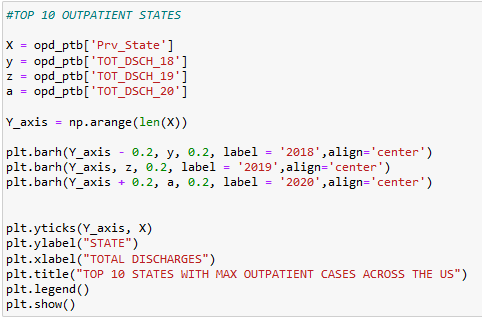 #TOP 10 OUTPATIENT STATES
X = opd_ptb['Prv_State']
y = opd_ptb['TOT_DSCH_18']
z = opd_ptb['TOT_DSCH_19']
a = opd_ptb['TOT_DSCH_20']
Y_axis = np.arange(len(X))
plt.barh(Y_axis - 0.2, y, 0.2, label = '2018',align='center')
plt.barh(Y_axis, z, 0.2, label = '2019',align='center')
plt.barh(Y_axis + 0.2, a, 0.2, label = '2020',align='center')
plt.yticks(Y_axis, X)
plt.ylabel("STATE")
plt.xlabel("TOTAL DISCHARGES")
plt.title("TOP 10 STATES WITH MAX OUTPATIENT CASES ACROSS THE US")
plt.legend()
plt.show()